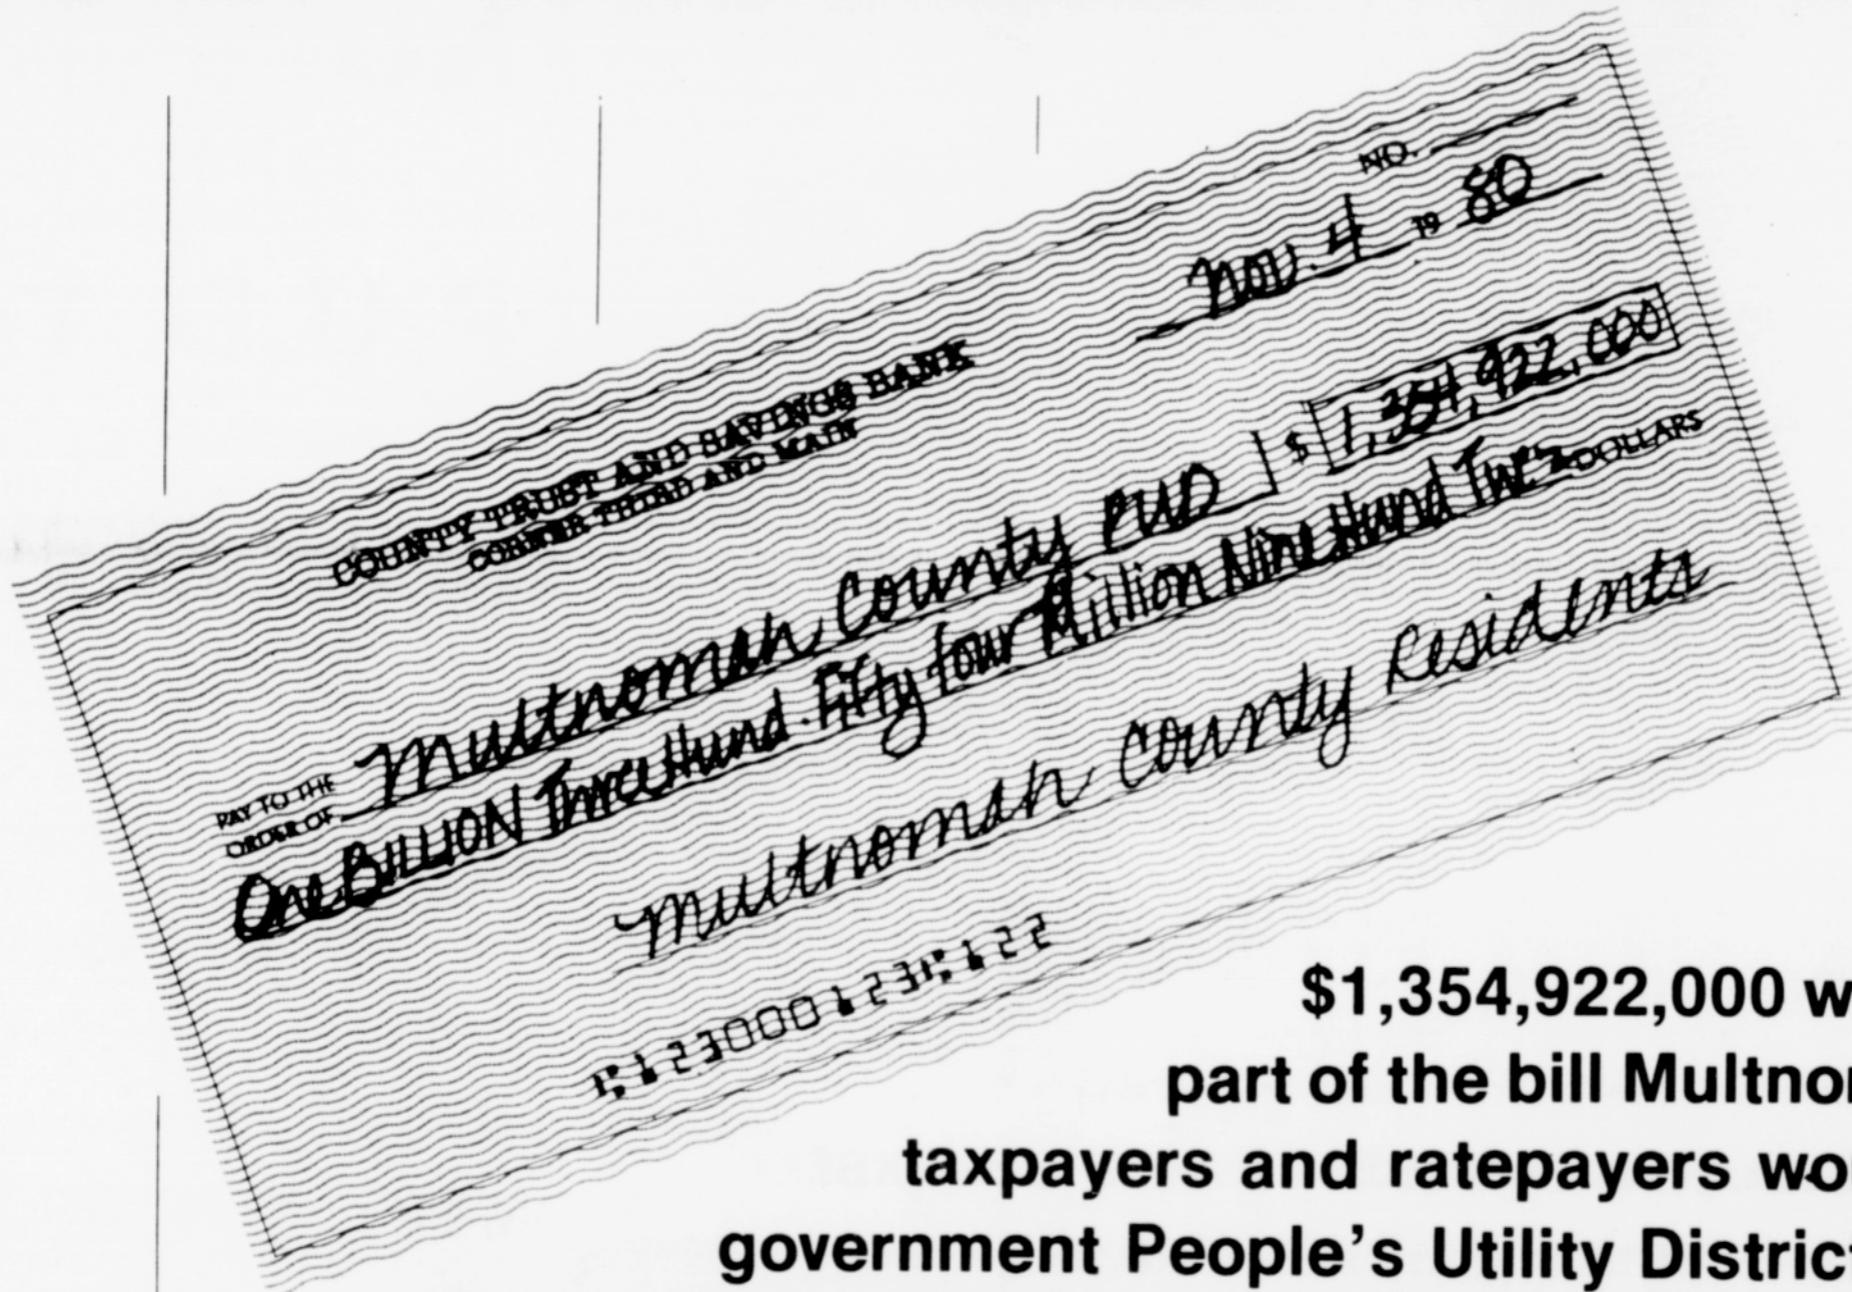 NO.
Nov. 4 19 80
COUNTY TRUST AND SAVINGS BANK
CORNER THIRD AND MAIN
PAY TO THE
ORDER OF Multnomah County PUD $ 1,354,922,000
One BILLION Three Hund. Fifty four Million Nine Hund DOLLARS
Multnomah County Residents
⑆123000123⑆122
$1,354,922,000 w
part of the bill Multno
taxpayers and ratepayers wo
government People's Utility Distric